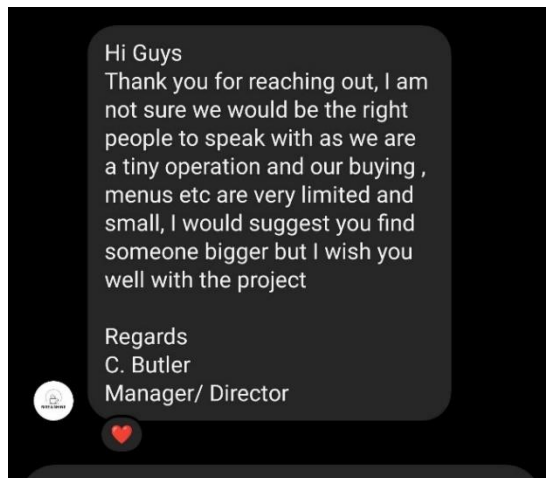 Hi Guys
Thank you for reaching out, I am
not sure we would be the right
people to speak with as we are
a tiny operation and our buying ,
menus etc are very limited and
small, I would suggest you find
someone bigger but I wish you
well with the project
Regards
C. Butler
Manager/ Director